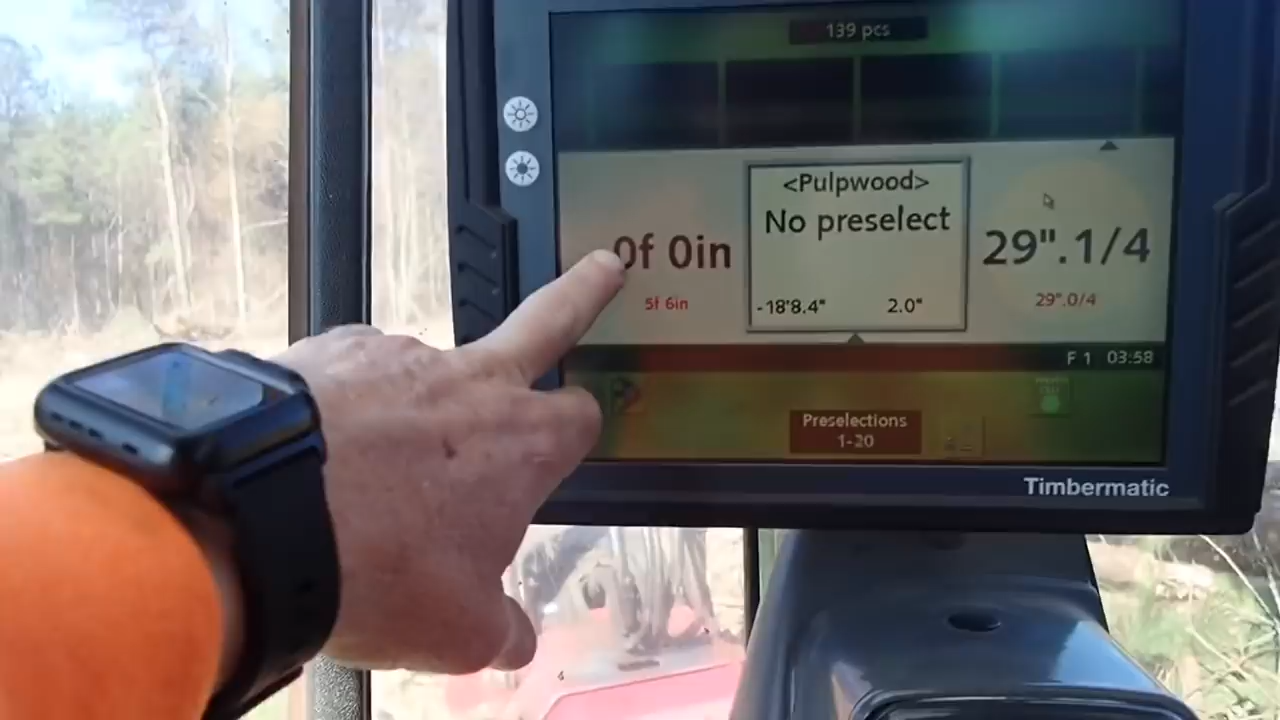 139 pcs
<Pulpwood>
No preselect
0f 0in
29".1/4
5f 6in
-18'8.4"
2.0"
29".0/4
F 1 03:58
Preselections
1-20
Timbermatic